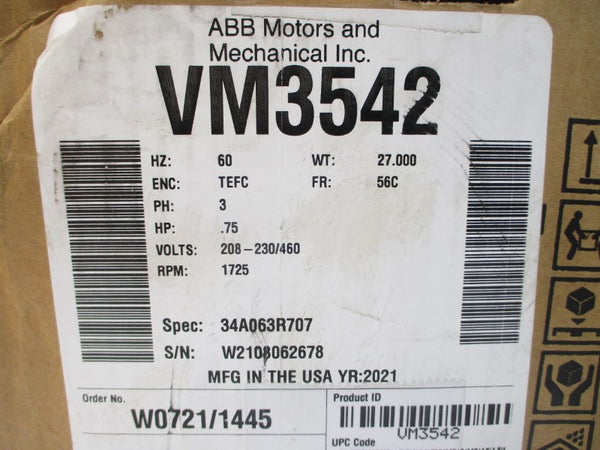 ABB Motors and
Mechanical Inc.
VM3542
HZ: 60 WT: 27.000
ENC: TEFC FR: 56C
PH: 3
HP: .75
VOLTS: 208-230/460
RPM: 1725
Spec: 34A063R707
S/N: W2108062678
MFG IN THE USA YR:2021
Order No. Product ID
W0721/1445
VM3542
UPC Code